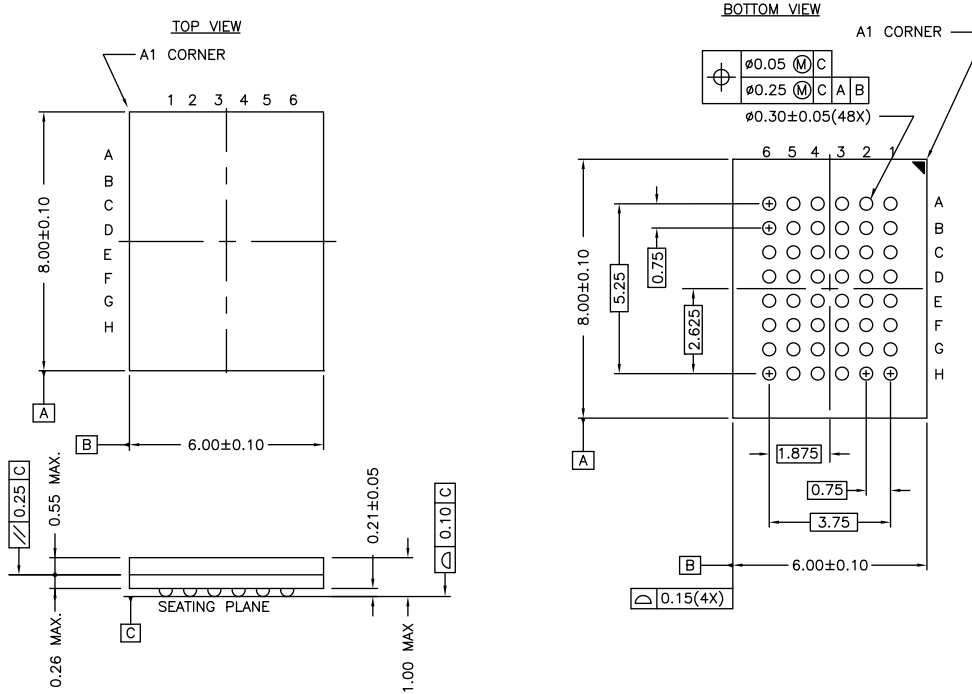 TOP VIEW
A1 CORNER
1 2 3 4 5 6
A
B
C
D
E
F
G
H
8.00±0.10
A
B
6.00±0.10
// 0.25 C
0.55 MAX.
0.26 MAX.
0.21±0.05
⌓ 0.10 C
SEATING PLANE
C
1.00 MAX
BOTTOM VIEW
A1 CORNER
⌖ ⌀0.05 Ⓜ C
⌀0.25 Ⓜ C A B
⌀0.30±0.05(48X)
6 5 4 3 2 1
A
B
C
D
E
F
G
H
8.00±0.10
5.25
0.75
2.625
A
1.875
0.75
3.75
B
6.00±0.10
⌓ 0.15(4X)